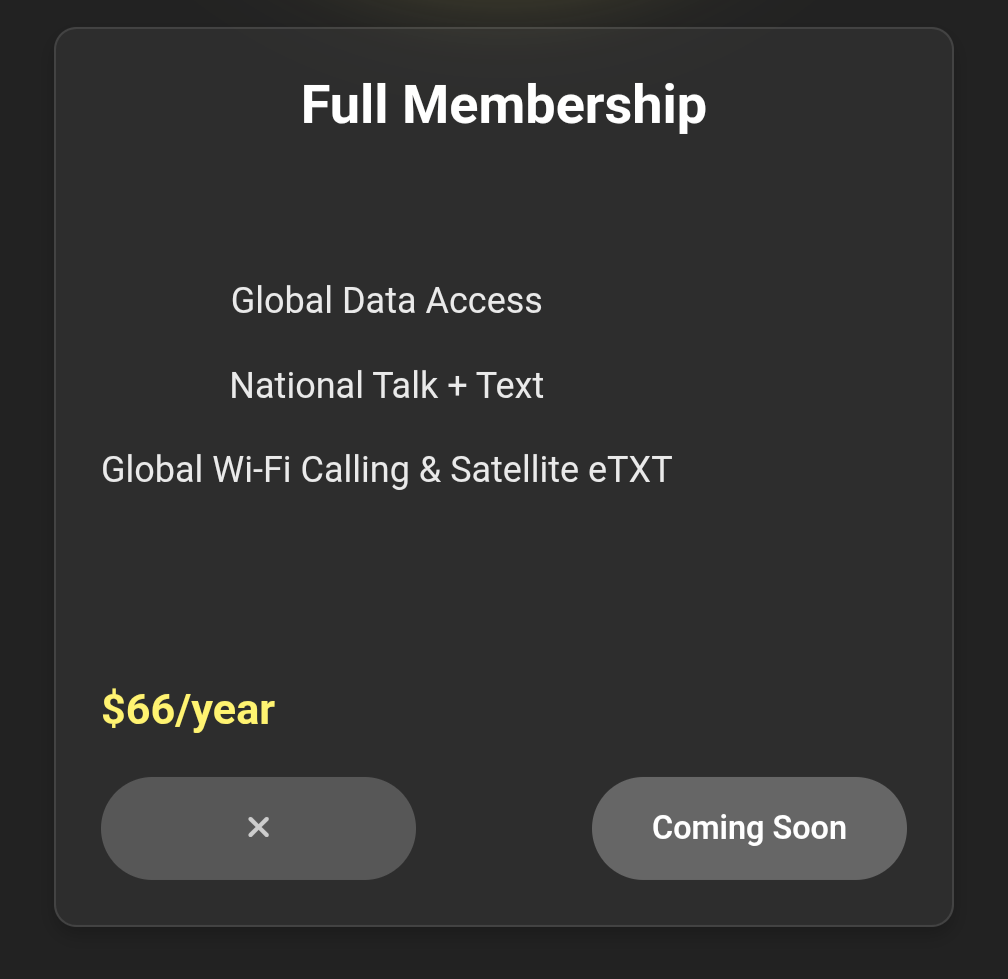 Full Membership
Global Data Access
National Talk + Text
Global Wi-Fi Calling & Satellite eTXT
$66/year
✕
Coming Soon